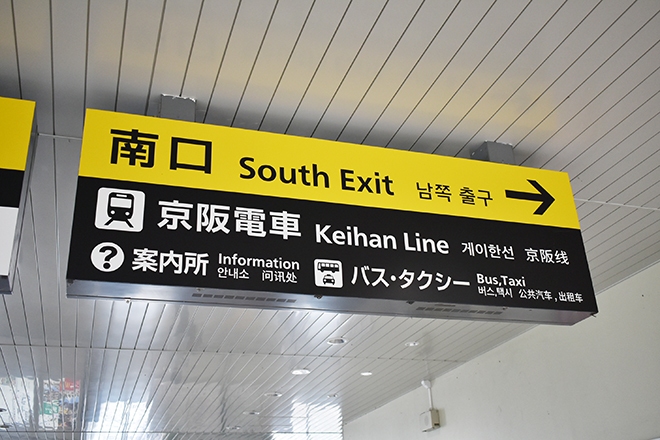 南口 South Exit 남쪽 출구
京阪電車 Keihan Line 게이한선 京阪线
案内所 Information 안내소 问讯处 バス・タクシー Bus,Taxi 버스,택시 公共汽车,出租车